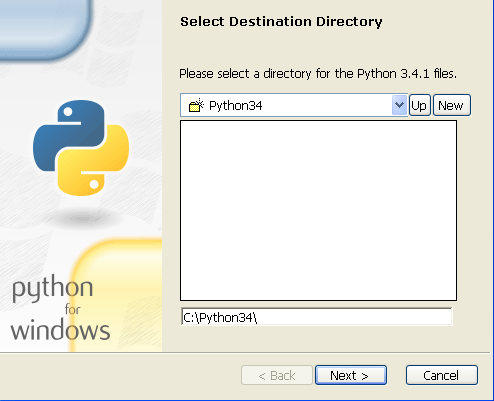 Select Destination Directory
Please select a directory for the Python 3.4.1 files.
Python34 Up New
C:\Python34\
python
for
windows
< Back Next > Cancel